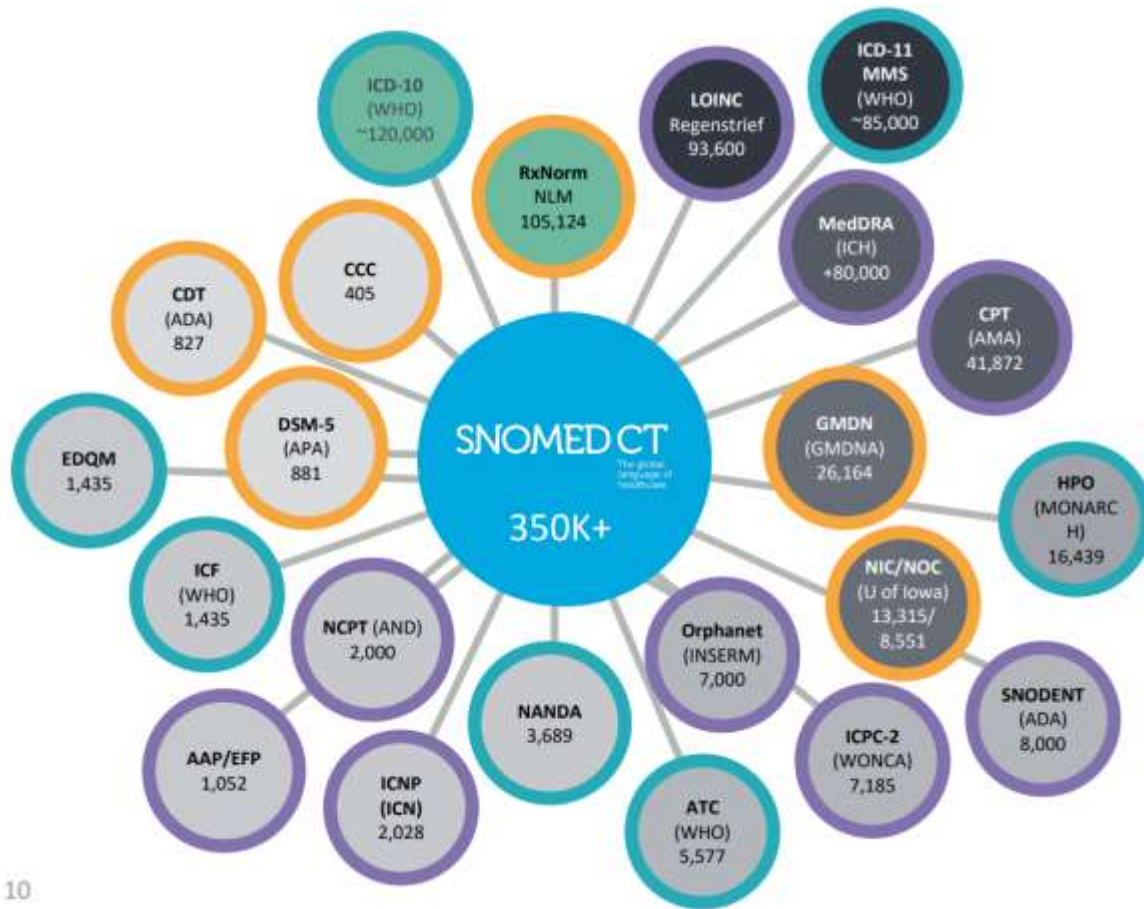 ICD-10
(WHO)
~120,000
RxNorm
NLM
105,124
LOINC
Regenstrief
93,600
ICD-11
MMS
(WHO)
~85,000
MedDRA
(ICH)
+80,000
CCC
405
CDT
(ADA)
827
CPT
(AMA)
41,872
DSM-5
(APA)
881
SNOMED CT
The global
language of
healthcare
350K+
GMDN
(GMDNA)
26,164
EDQM
1,435
HPO
(MONARC
H)
16,439
ICF
(WHO)
1,435
NIC/NOC
(U of Iowa)
13,315/
8,551
NCPT (AND)
2,000
Orphanet
(INSERM)
7,000
NANDA
3,689
SNODENT
(ADA)
8,000
AAP/EFP
1,052
ICNP
(ICN)
2,028
ICPC-2
(WONCA)
7,185
ATC
(WHO)
5,577
10